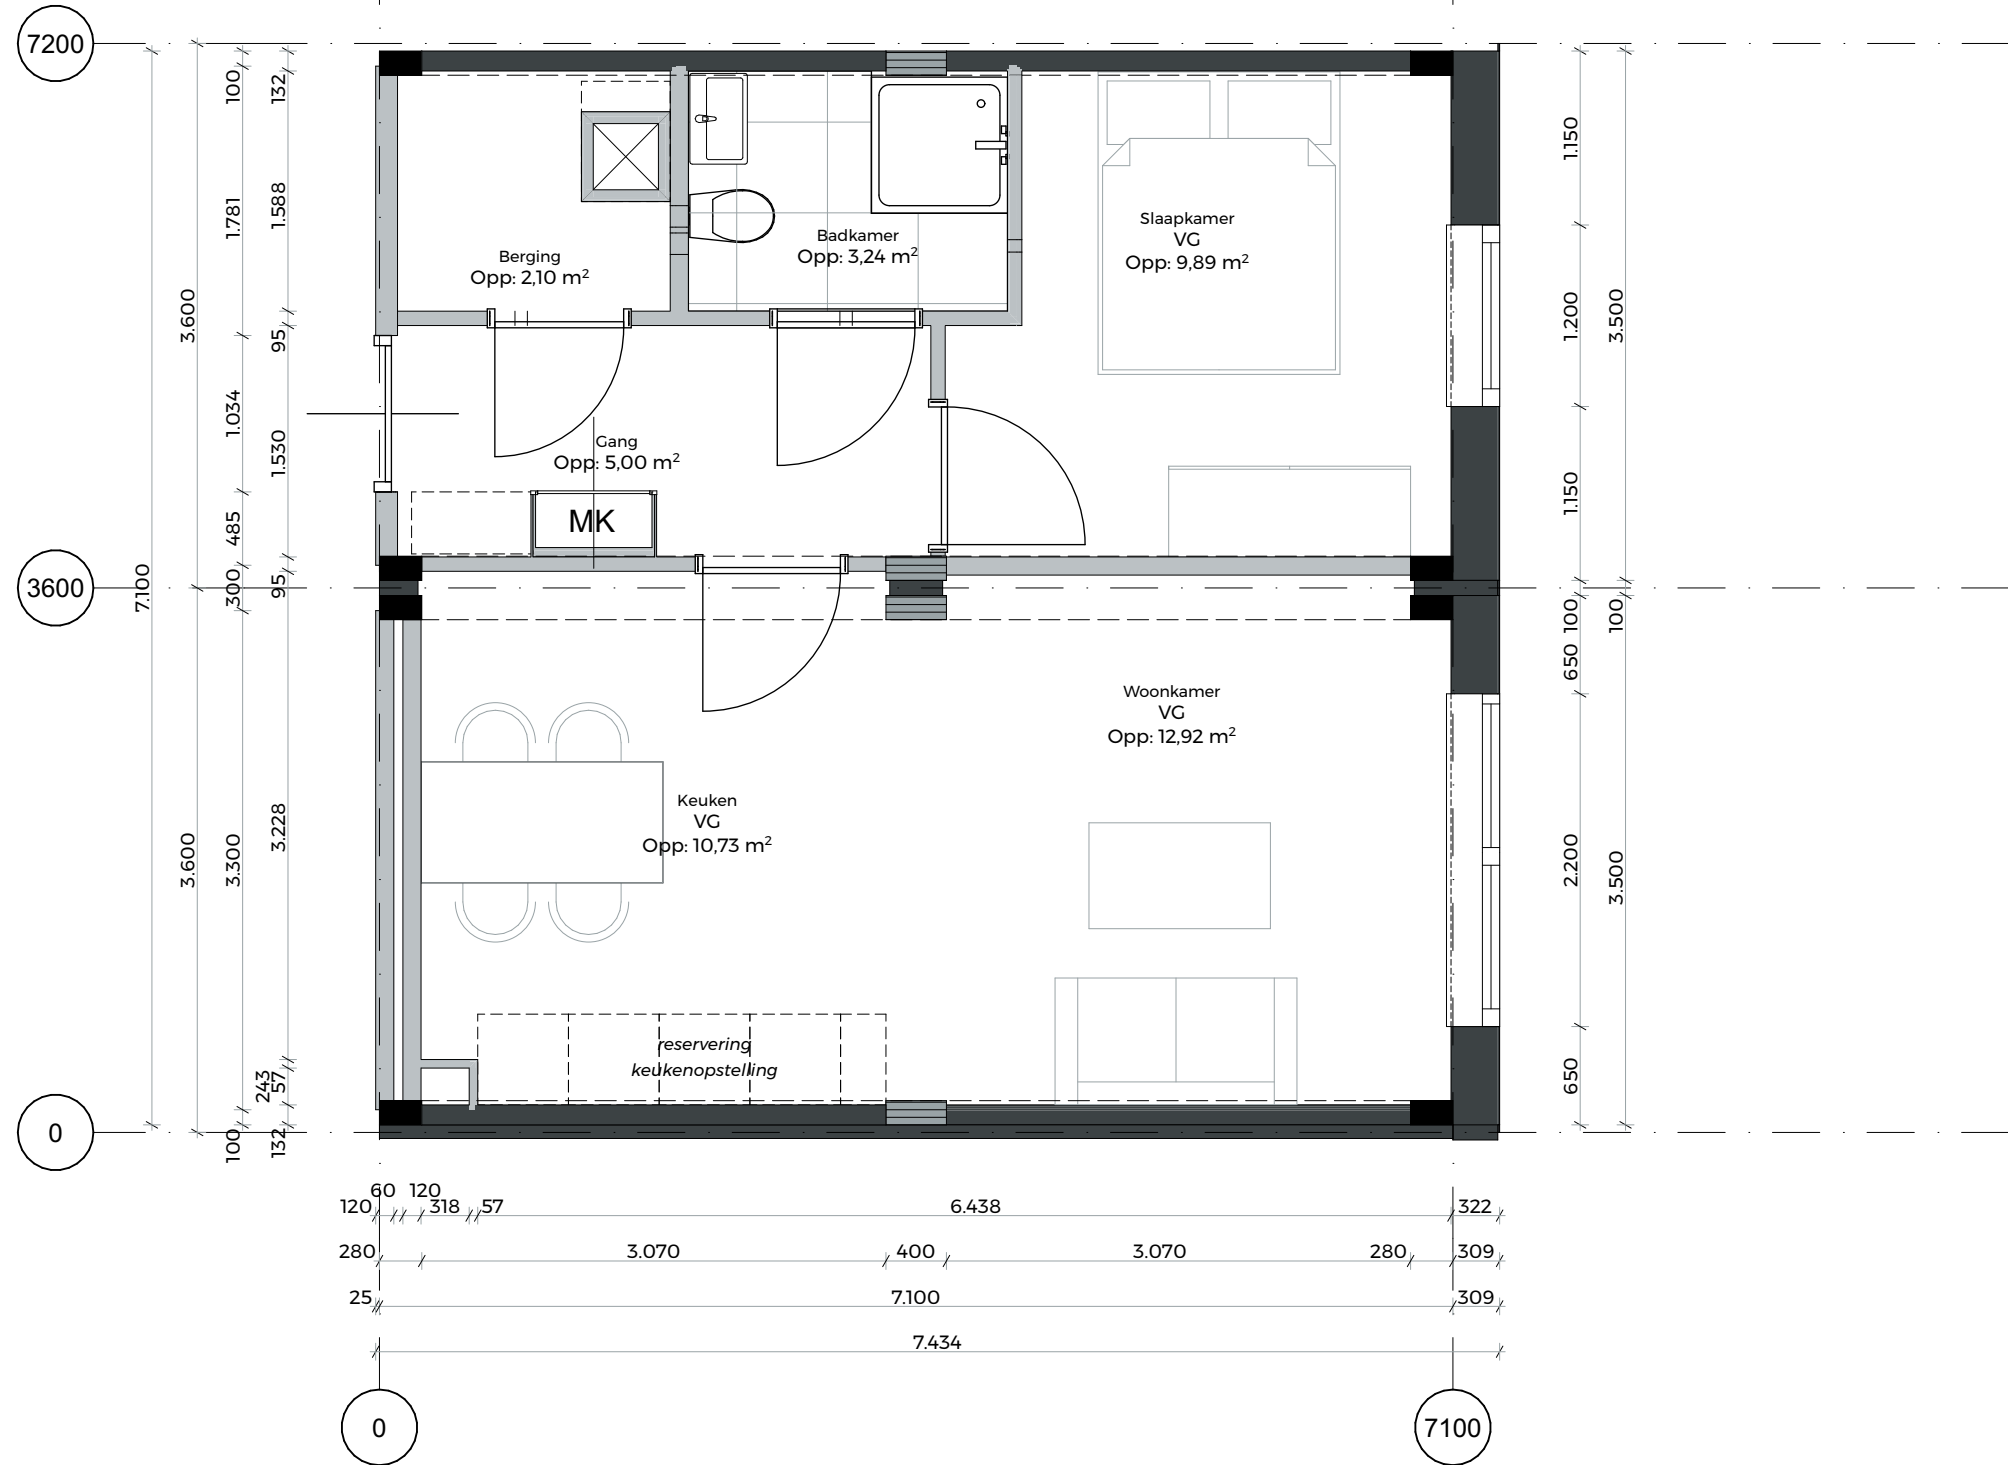 7200
3600
0
7.100
3.600
3.600
100
1.781
1.034
485
300
3.300
243
100
132
1.588
95
1.530
95
3.228
57
132
Berging
Opp: 2,10 m²
Badkamer
Opp: 3,24 m²
Slaapkamer
VG
Opp: 9,89 m²
Gang
Opp: 5,00 m²
MK
Woonkamer
VG
Opp: 12,92 m²
Keuken
VG
Opp: 10,73 m²
reservering
keukenopstelling
1.150
1.200
1.150
100
650
2.200
650
3.500
100
3.500
120 60 120 318 57 6.438 322
280 3.070 400 3.070 280 309
25 7.100 309
7.434
0 7100